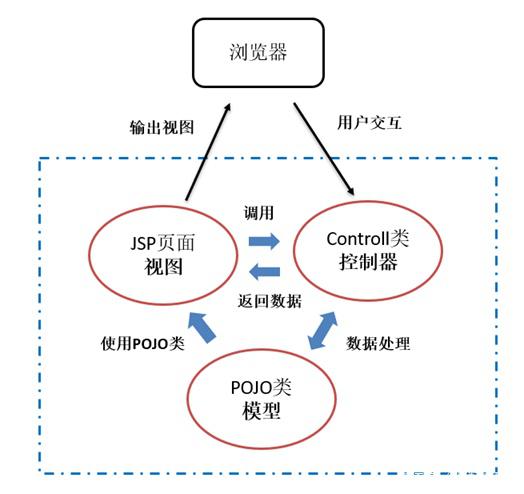 浏览器
输出视图
用户交互
调用
JSP页面
视图
Controll类
控制器
返回数据
使用POJO类
数据处理
POJO类
模型